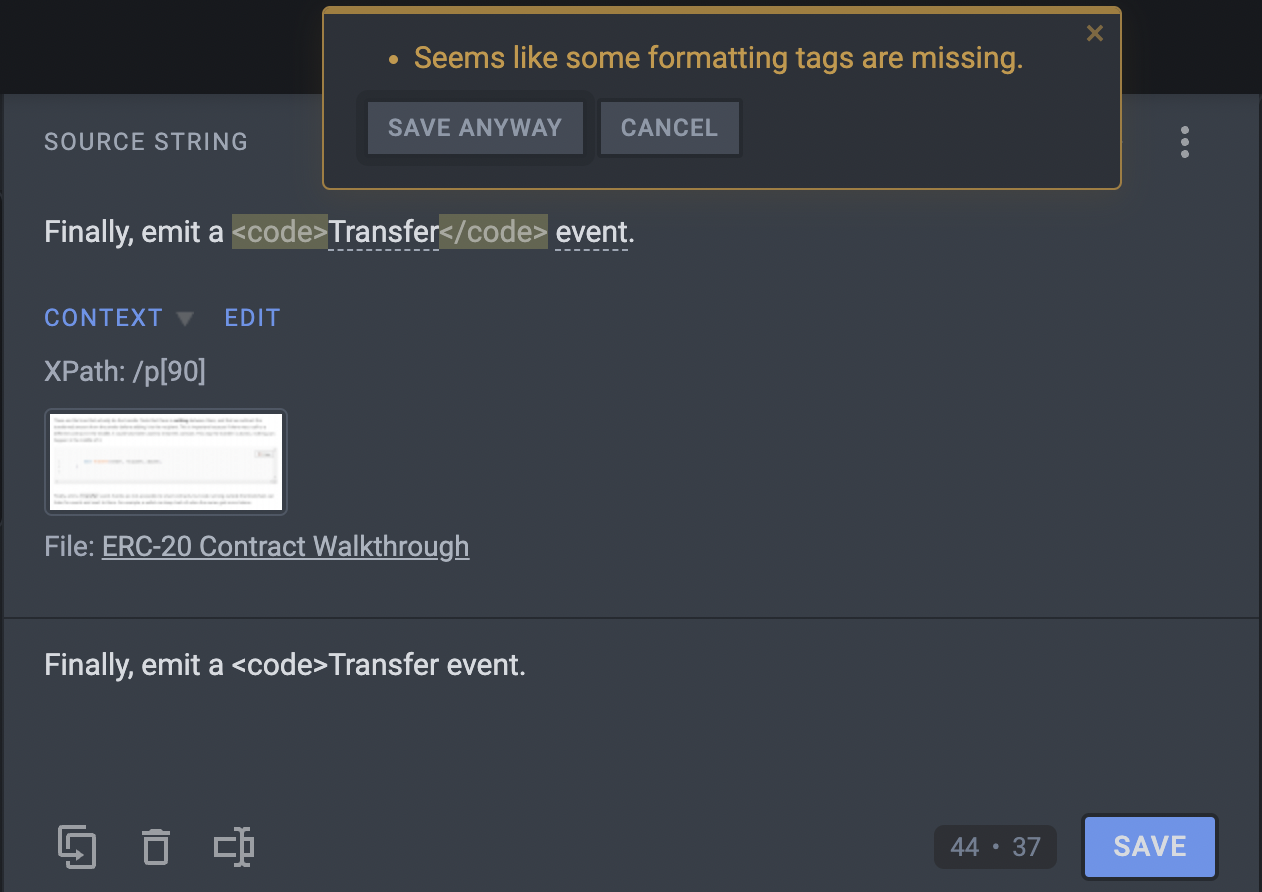 Seems like some formatting tags are missing.
SAVE ANYWAY CANCEL
SOURCE STRING
Finally, emit a <code>Transfer</code> event.
CONTEXT EDIT
XPath: /p[90]
File: ERC-20 Contract Walkthrough
Finally, emit a <code>Transfer event.
44 • 37 SAVE